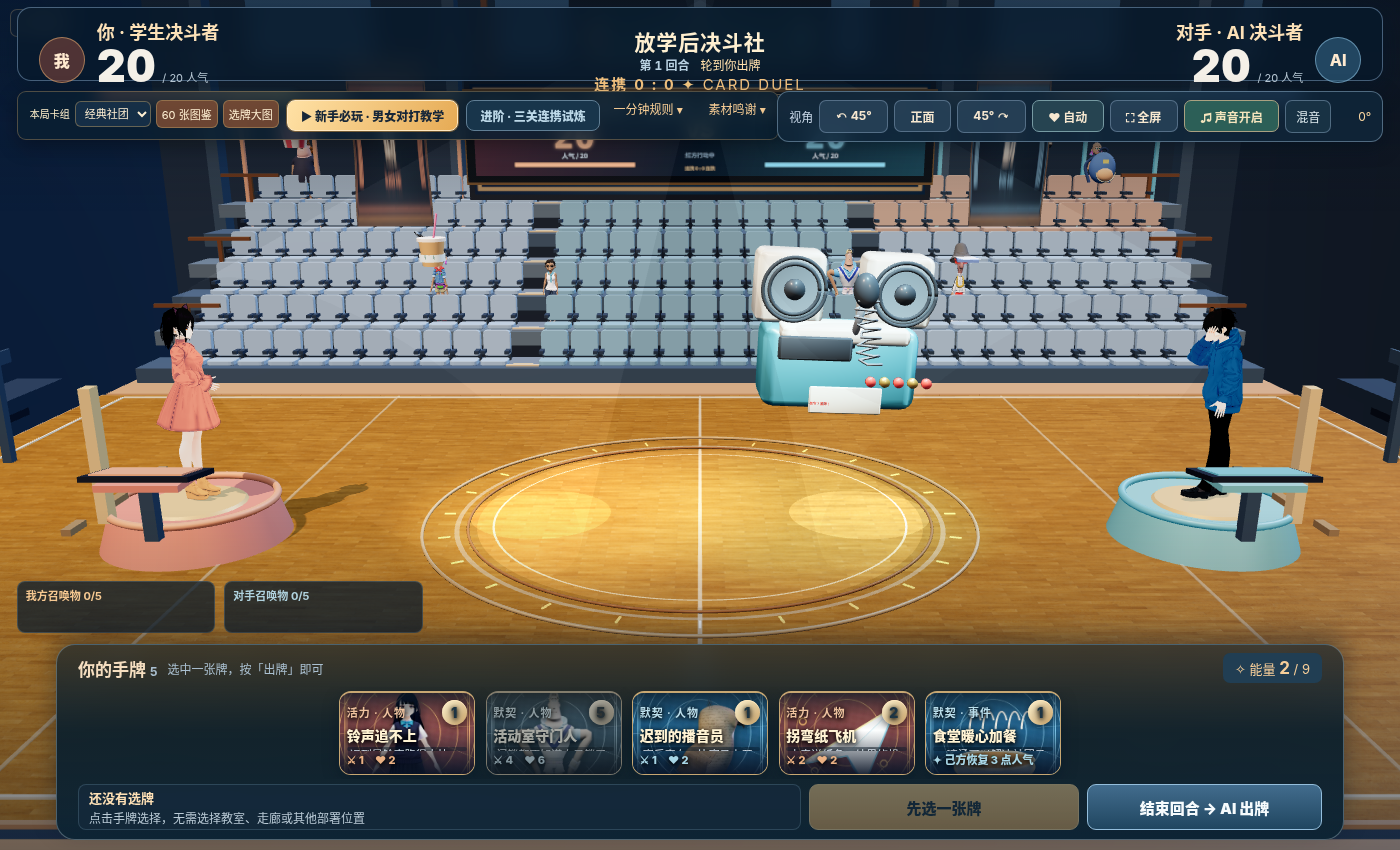 我
你 · 学生决斗者
20 / 20 人气
放学后决斗社
第 1 回合 轮到你出牌
连携 0 : 0 ✦ CARD DUEL
对手 · AI 决斗者
20 / 20 人气
AI
本局卡组 经典社团 60 张图鉴 选牌大图 ▶ 新手必玩 · 男女对打教学 进阶 · 三关连携试炼 一分钟规则 ▾ 素材鸣谢 ▾
视角 ↶ 45° 正面 45° ↷ ♥ 自动 ⛶ 全屏 ♫ 声音开启 混音 0°
20 20
人气 / 20 人气 / 20
我方召唤物 0/5
对手召唤物 0/5
你的手牌 5 选中一张牌，按「出牌」即可
✧ 能量 2 / 9
活力 · 人物 1
铃声追不上
⚔ 1 ♥ 2
默契 · 人物 5
活动室守门人
⚔ 4 ♥ 6
默契 · 人物 1
迟到的播音员
⚔ 1 ♥ 2
活力 · 人物 2
拐弯纸飞机
⚔ 2 ♥ 2
默契 · 事件 1
食堂暖心加餐
✦ 己方恢复 3 点人气
还没有选牌
点击手牌选择，无需选择教室、走廊或其他部署位置
先选一张牌
结束回合 → AI 出牌